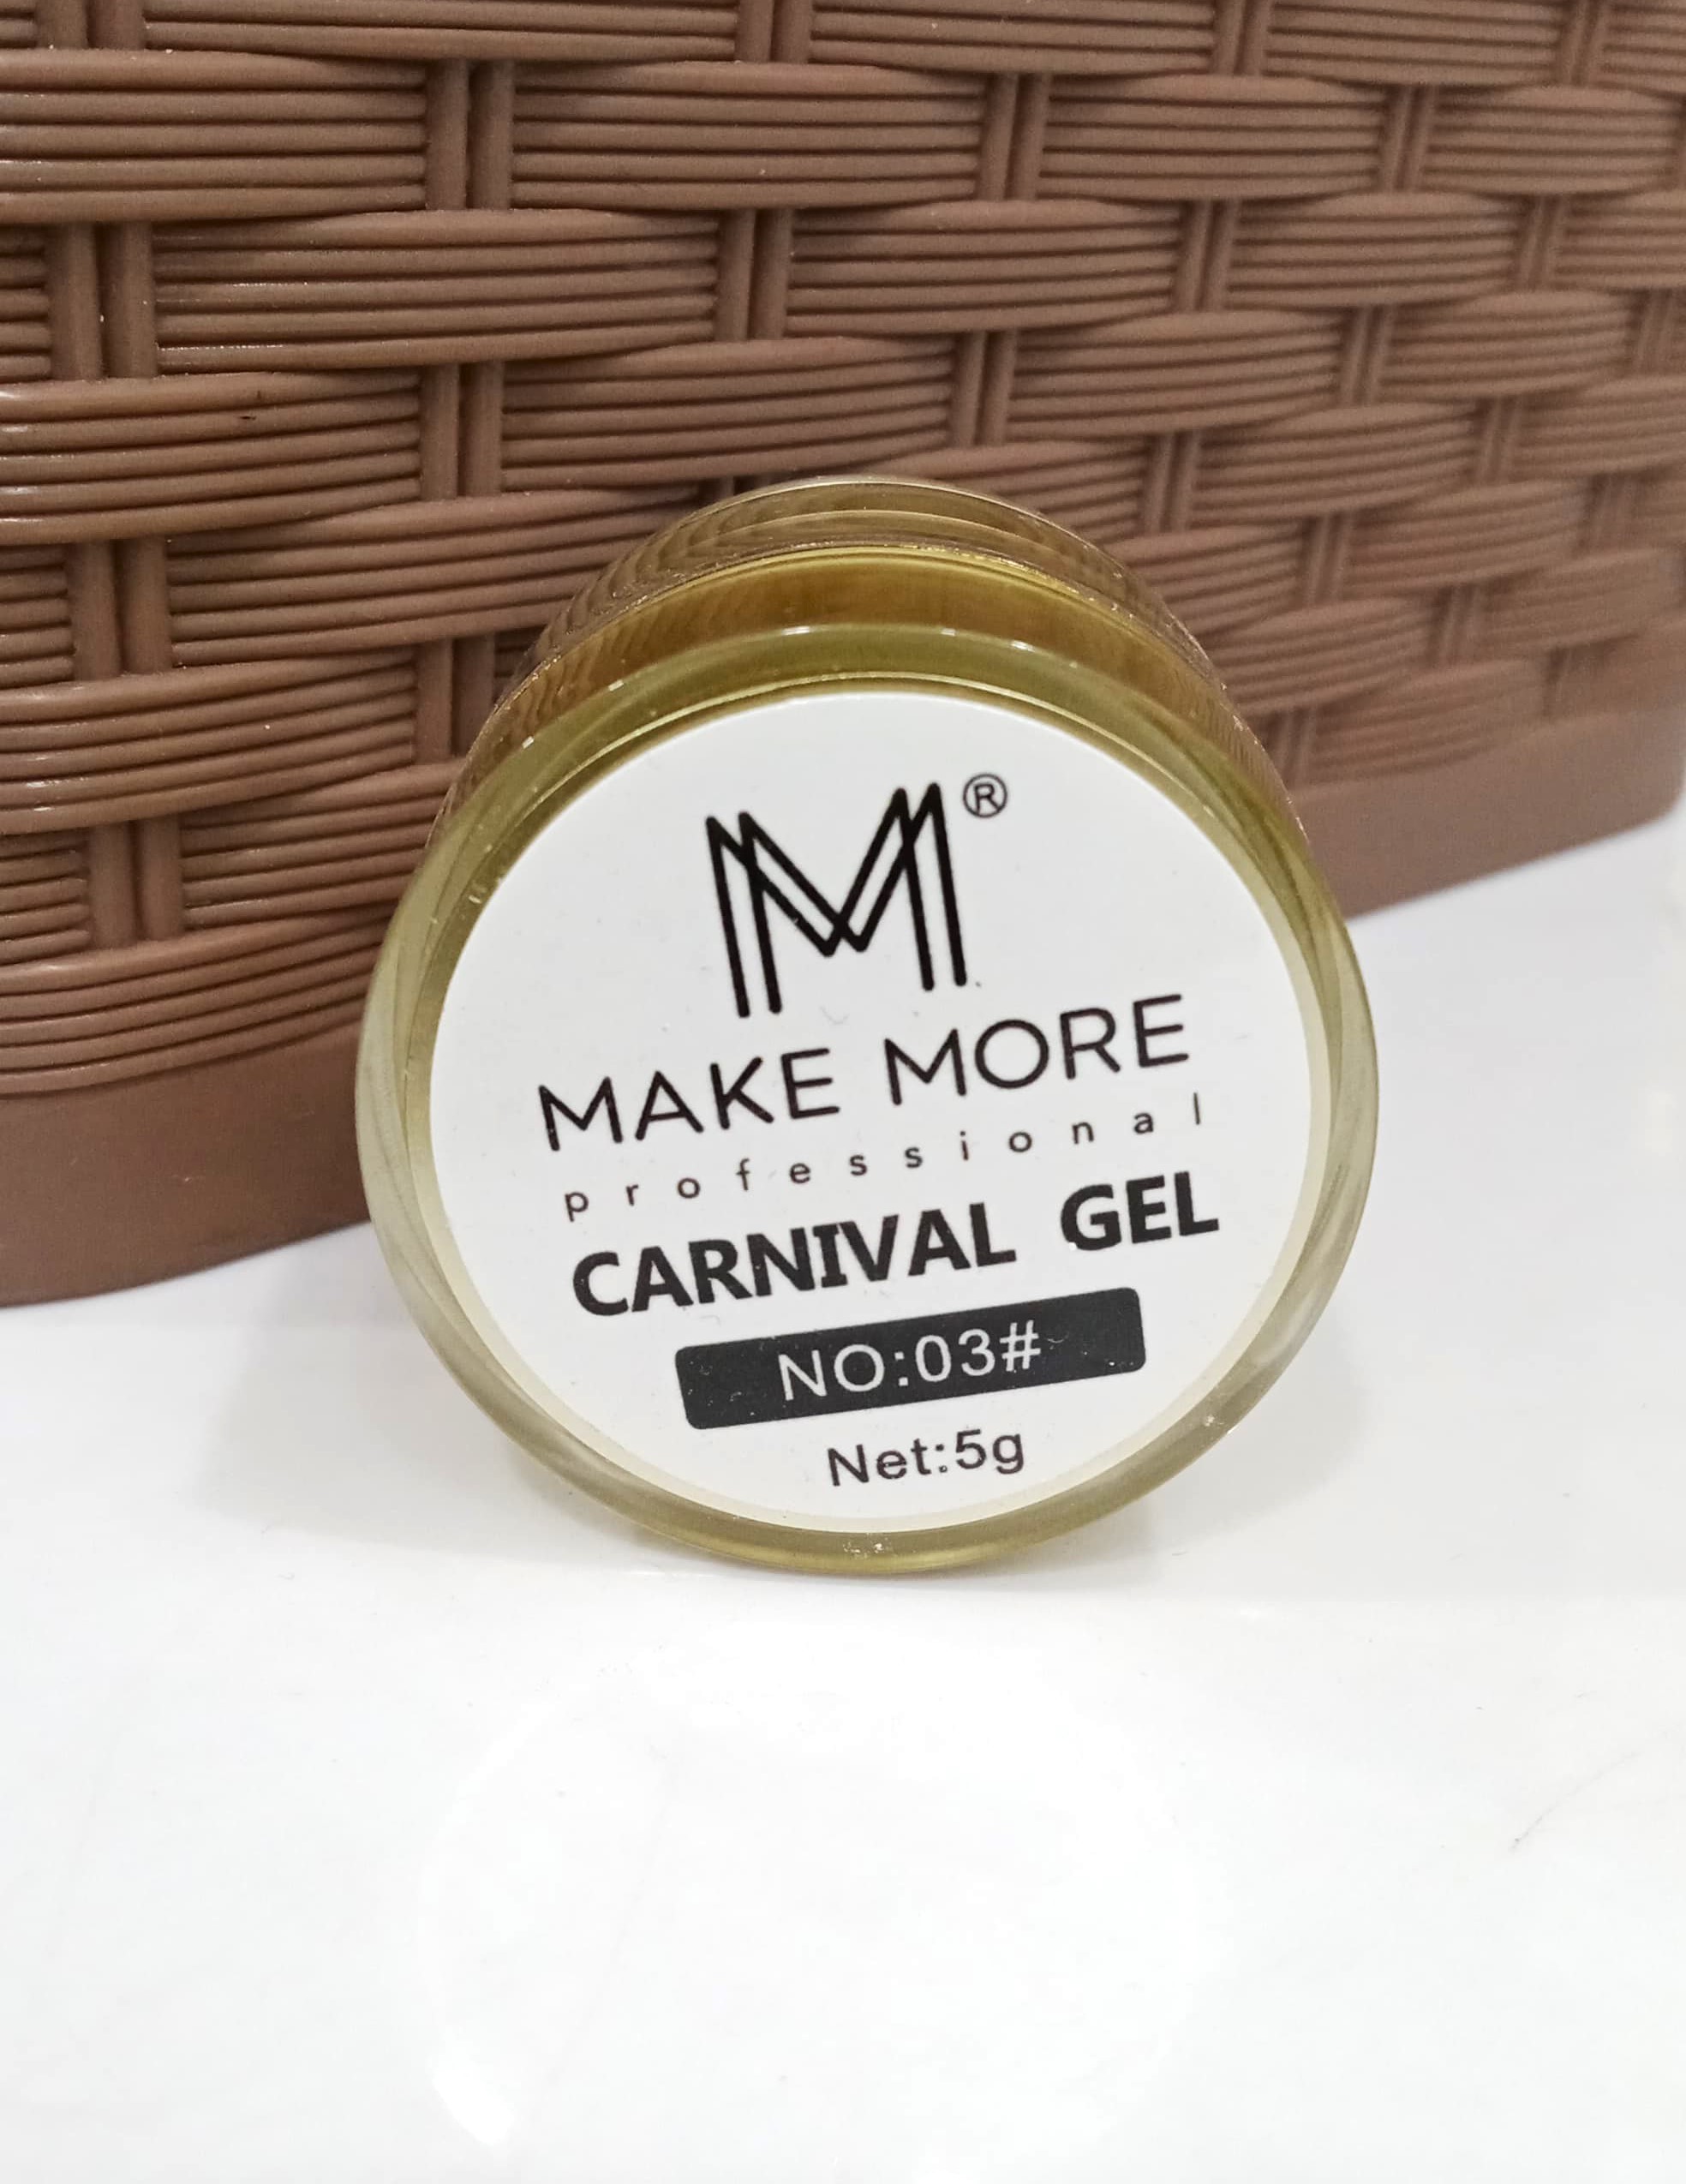 M®
MAKE MORE
professional
CARNIVAL GEL
NO:03#
Net:5g